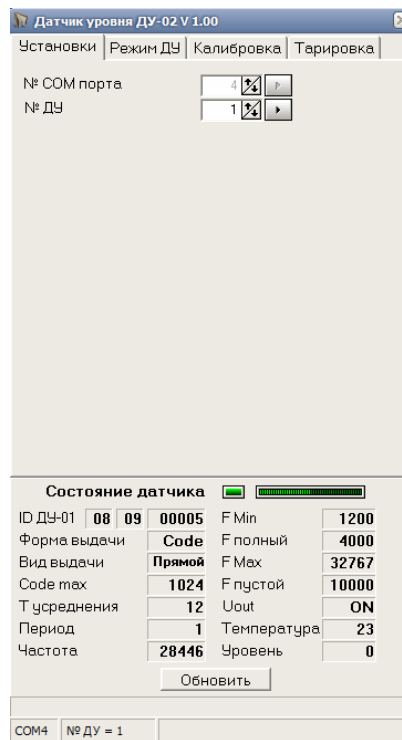 Датчик уровня ДУ-02 V 1.00
Установки Режим ДУ Калибровка Тарировка
№ COM порта 4
№ ДУ 1
Состояние датчика
ID ДУ-01 08 09 00005 F Min 1200
Форма выдачи Code F полный 4000
Вид выдачи Прямой F Max 32767
Code max 1024 F пустой 10000
Т усреднения 12 Uout ON
Период 1 Температура 23
Частота 28446 Уровень 0
Обновить
COM4 № ДУ = 1